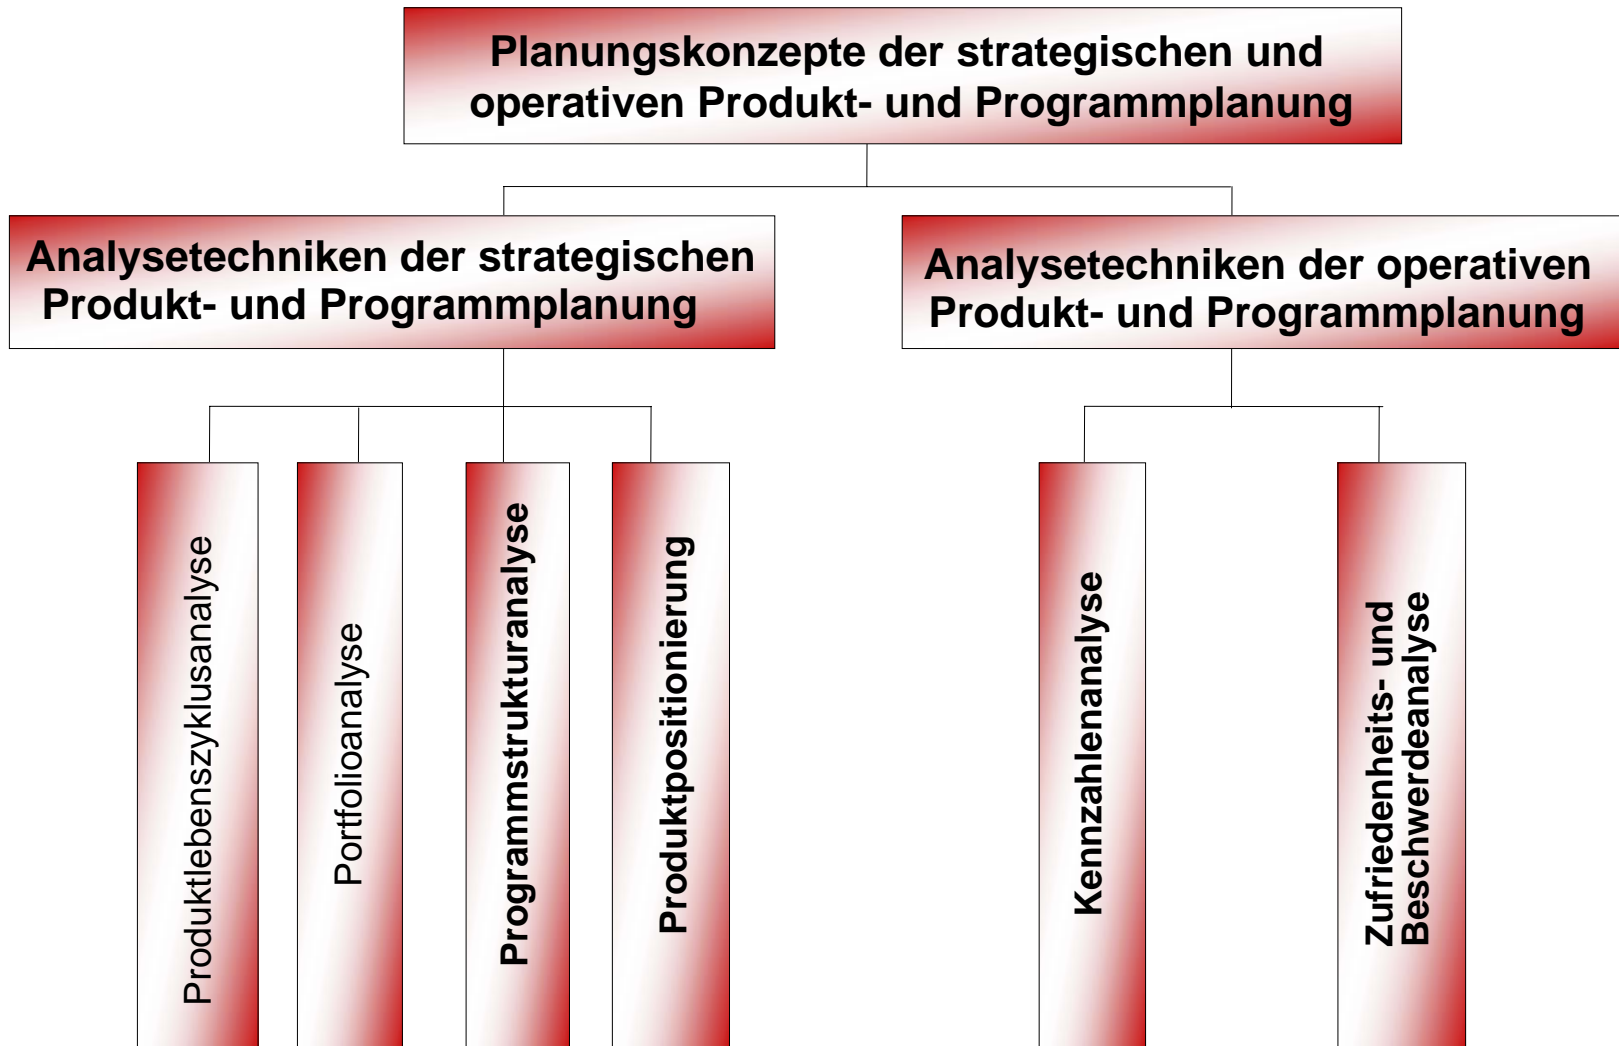 Planungskonzepte der strategischen und
operativen Produkt- und Programmplanung
Analysetechniken der strategischen
Produkt- und Programmplanung
Analysetechniken der operativen
Produkt- und Programmplanung
Produktlebenszyklusanalyse
Portfolioanalyse
Programmstrukturanalyse
Produktpositionierung
Kennzahlenanalyse
Zufriedenheits- und
Beschwerdeanalyse